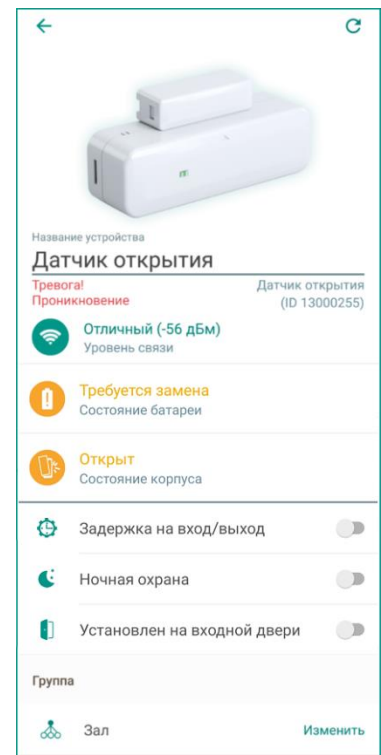 Название устройства
Датчик открытия
Тревога!
Проникновение
Датчик открытия
(ID 13000255)
Отличный (-56 дБм)
Уровень связи
Требуется замена
Состояние батареи
Открыт
Состояние корпуса
Задержка на вход/выход
Ночная охрана
Установлен на входной двери
Группа
Зал
Изменить